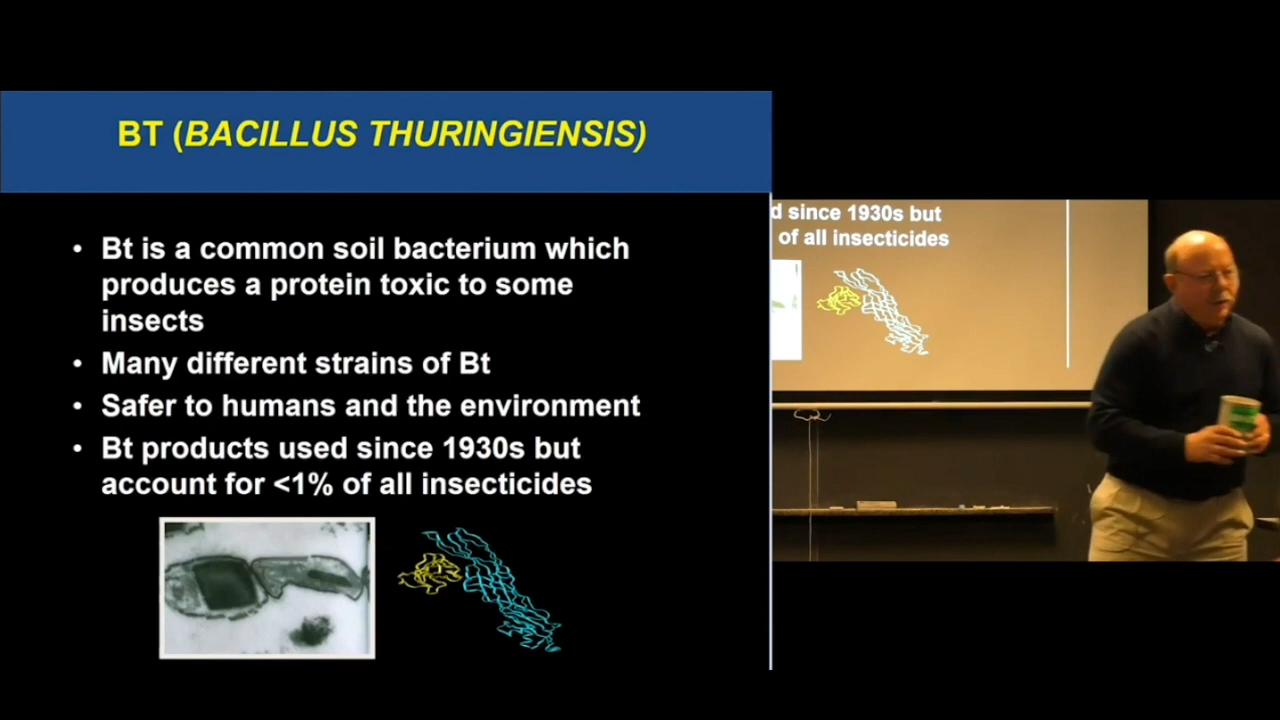 BT (BACILLUS THURINGIENSIS)
• Bt is a common soil bacterium which
produces a protein toxic to some
insects
• Many different strains of Bt
• Safer to humans and the environment
• Bt products used since 1930s but
account for <1% of all insecticides
d since 1930s but
of all insecticides